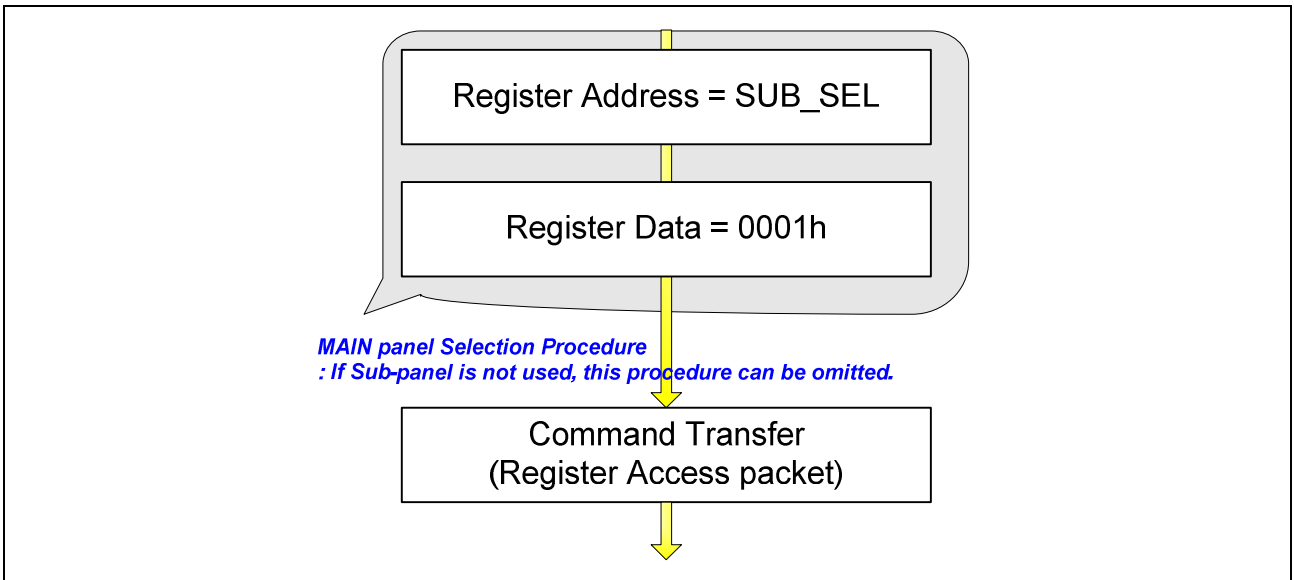 Register Address = SUB_SEL
Register Data = 0001h
MAIN panel Selection Procedure
: If Sub-panel is not used, this procedure can be omitted.
Command Transfer
(Register Access packet)